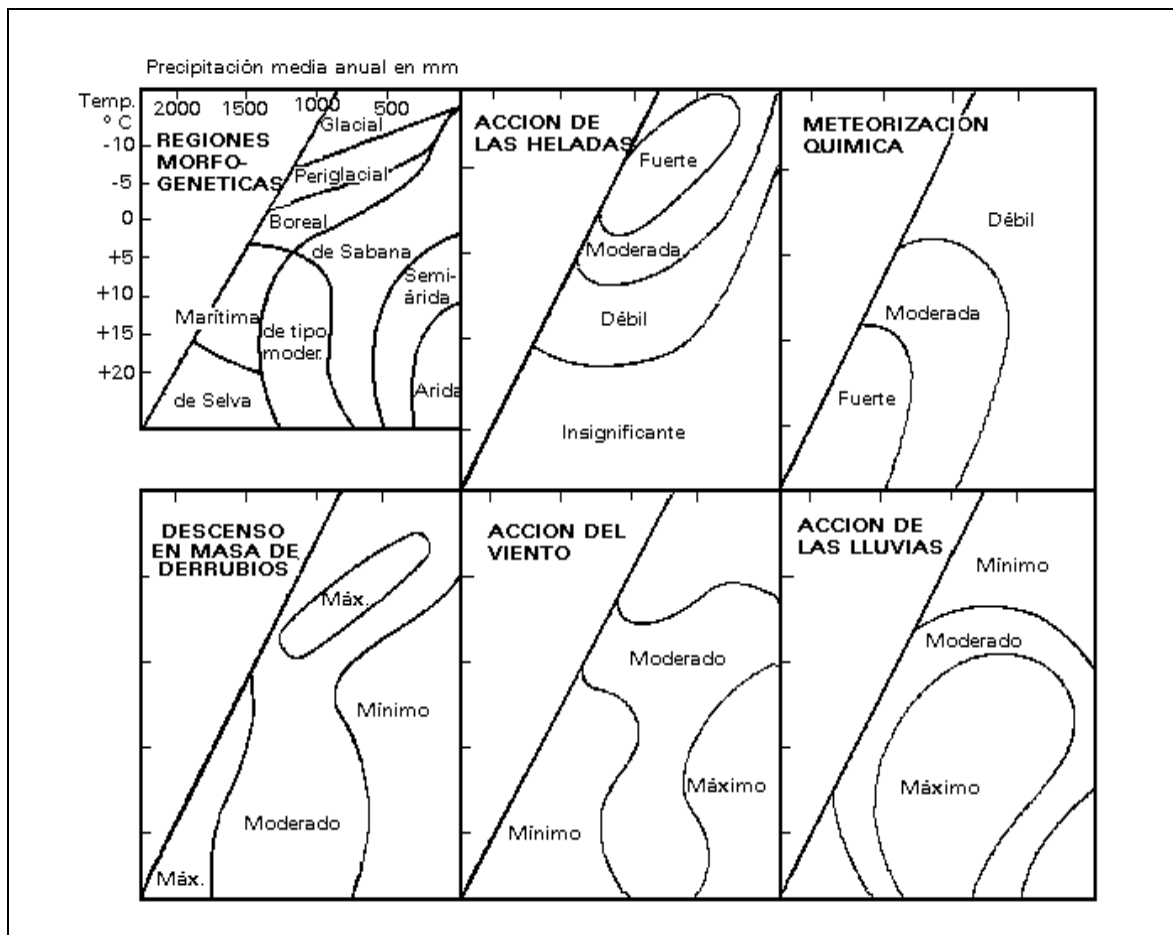 Precipitación media anual en mm
Temp.
º C
2000 1500 1000 500
-10
-5
0
+5
+10
+15
+20
REGIONES
MORFO-
GENETICAS
Glacial
Periglacial
Boreal
de Sabana
Semi-
árida
Marítima
de tipo
moder.
Arida
de Selva
ACCION DE
LAS HELADAS
Fuerte
Moderada
Débil
Insignificante
METEORIZACIÓN
QUIMICA
Débil
Moderada
Fuerte
DESCENSO
EN MASA DE
DERRUBIOS
Máx.
Mínimo
Moderado
Máx.
ACCION DEL
VIENTO
Moderado
Máximo
Mínimo
ACCION DE
LAS LLUVIAS
Mínimo
Moderado
Máximo